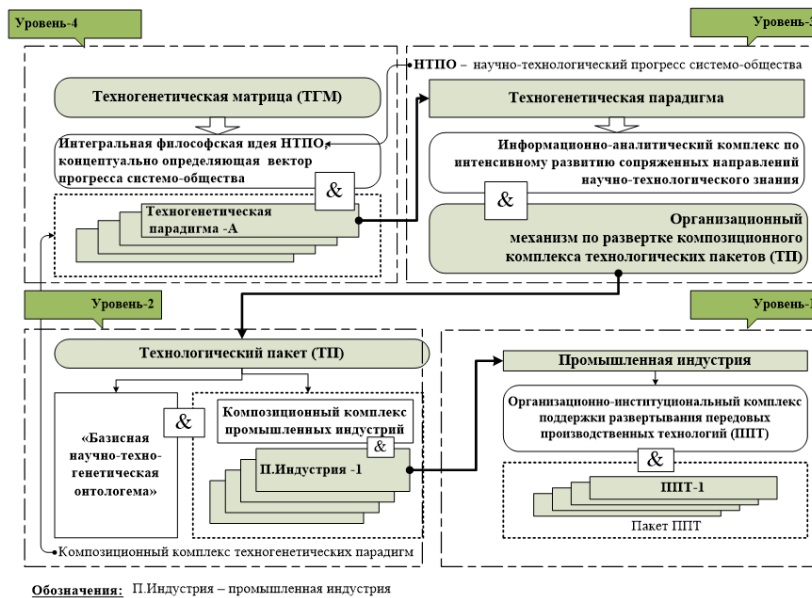 Уровень-4
Уровень-3
НТПО – научно-технологический прогресс системо-общества
Техногенетическая матрица (ТГМ)
Интегральная философская идея НТПО,
концептуально определяющая вектор
прогресса системо-общества
&
Техногенетическая
парадигма -А
Техногенетическая парадигма
Информационно-аналитический комплекс по
интенсивному развитию сопряженных направлений
научно-технологического знания
&
Организационный
механизм по развертке композиционного
комплекса технологических пакетов (ТП)
Уровень-2
Уровень-1
Технологический пакет (ТП)
«Базисная
научно-техно-
генетическая
онтологема»
&
Композиционный комплекс
промышленных индустрий
&
П.Индустрия -1
Промышленная индустрия
Организационно-институциональный комплекс
поддержки развертывания передовых
производственных технологий (ППТ)
&
ППТ-1
Пакет ППТ
Композиционный комплекс техногенетических парадигм
Обозначения: П.Индустрия – промышленная индустрия